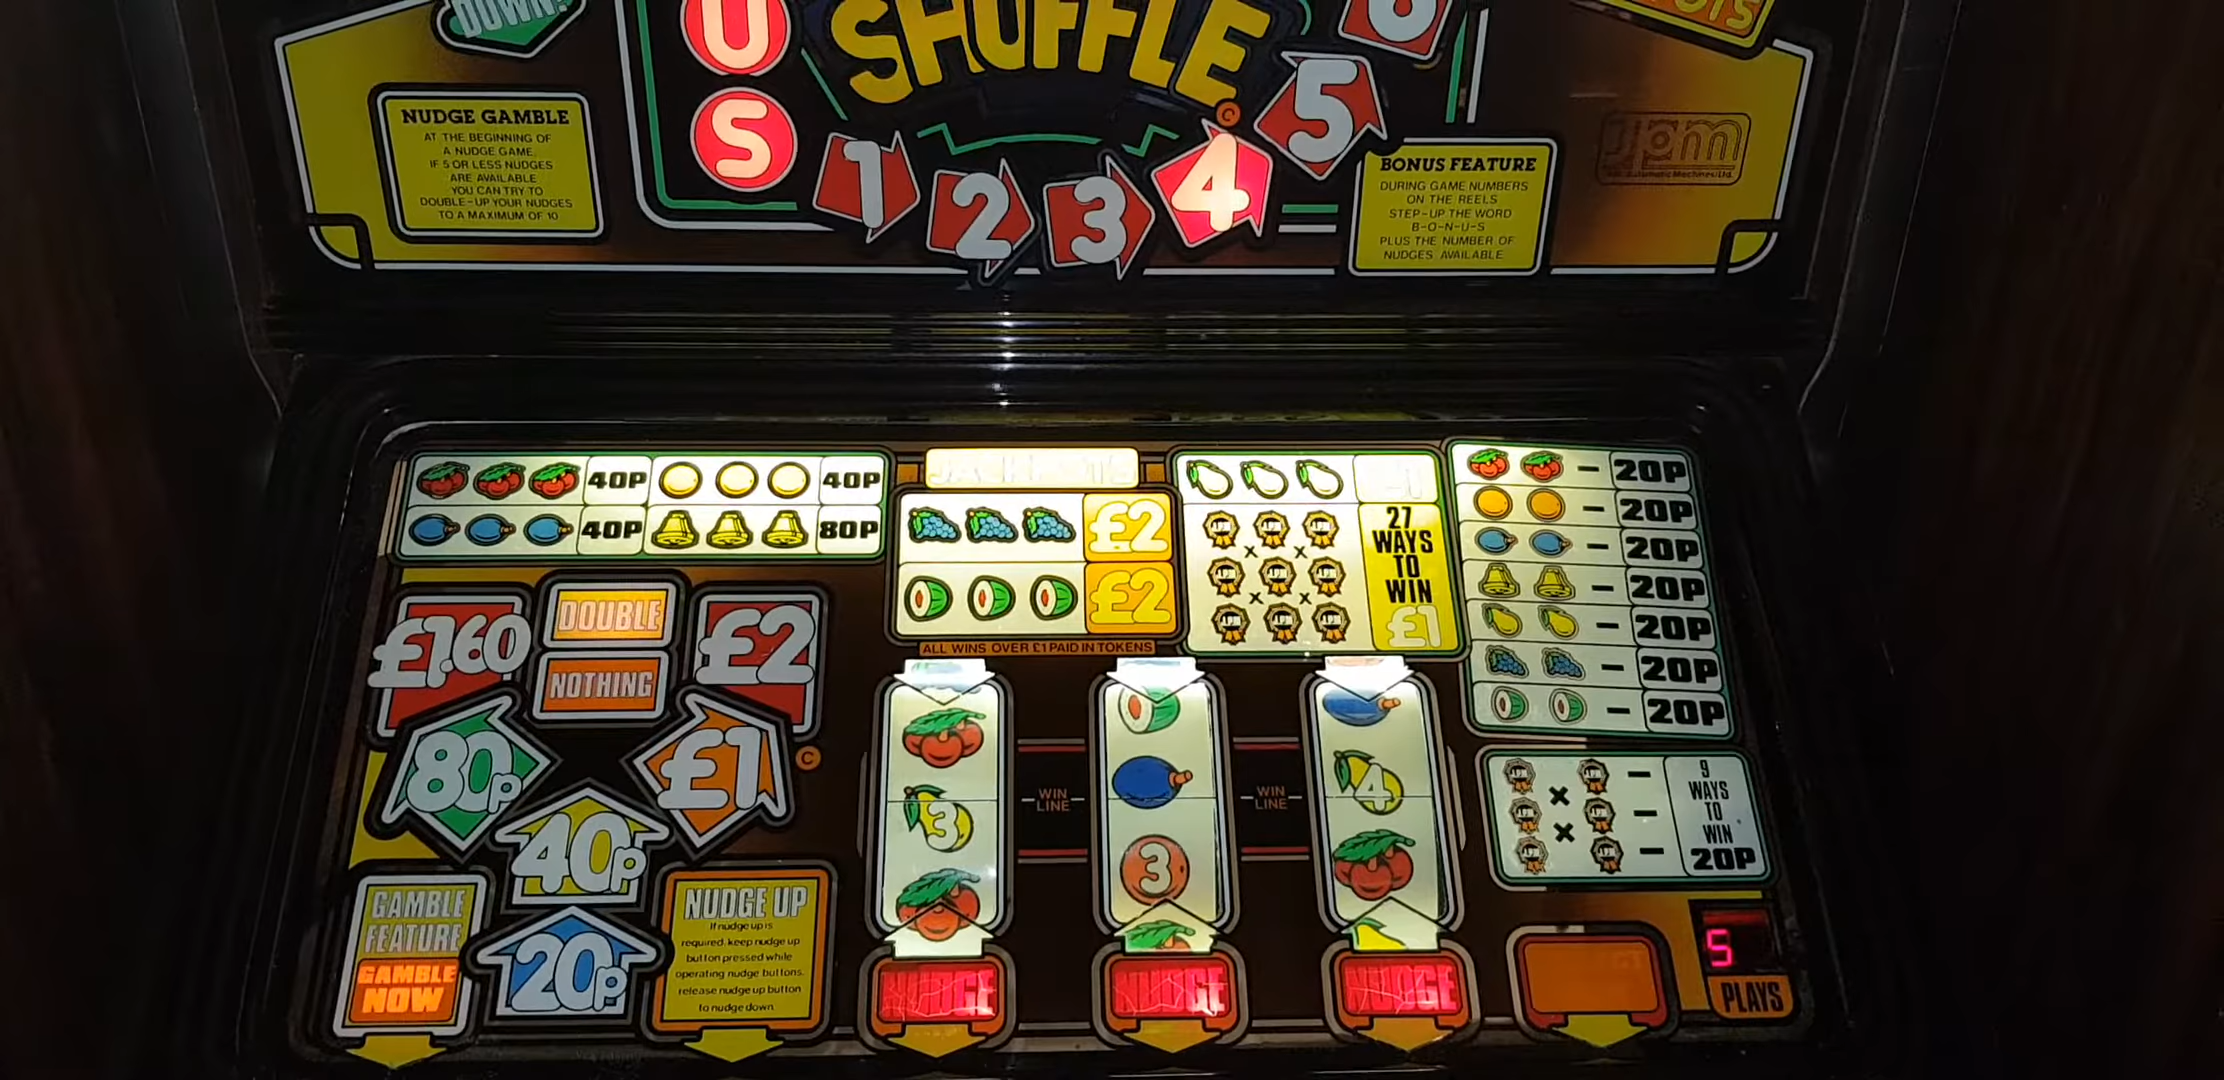 DOWN!
U
SHUFFLE
6
S
1
2
3
4
5
NUDGE GAMBLE
AT THE BEGINNING OF
A NUDGE GAME,
IF 5 OR LESS NUDGES
ARE AVAILABLE
YOU CAN TRY TO
DOUBLE-UP YOUR NUDGES
TO A MAXIMUM OF 10
BONUS FEATURE
DURING GAME NUMBERS
ON THE REELS
STEP-UP THE WORD
B-O-N-U-S
PLUS THE NUMBER OF
NUDGES AVAILABLE
jpm
40P
40P
40P
80P
JACKPOTS
£2
£2
ALL WINS OVER £1 PAID IN TOKENS
£1
27
WAYS
TO
WIN
£1
J.P.M
20P
20P
20P
20P
20P
20P
20P
9
WAYS
TO
WIN
20P
£1.60
DOUBLE
NOTHING
£2
80p
£1
40p
20p
GAMBLE
FEATURE
GAMBLE
NOW
NUDGE UP
If nudge up is
required, keep nudge up
button pressed while
operating nudge buttons,
release nudge up button
to nudge down
WIN
LINE
WIN
LINE
3
3
4
NUDGE
NUDGE
NUDGE
5
PLAYS